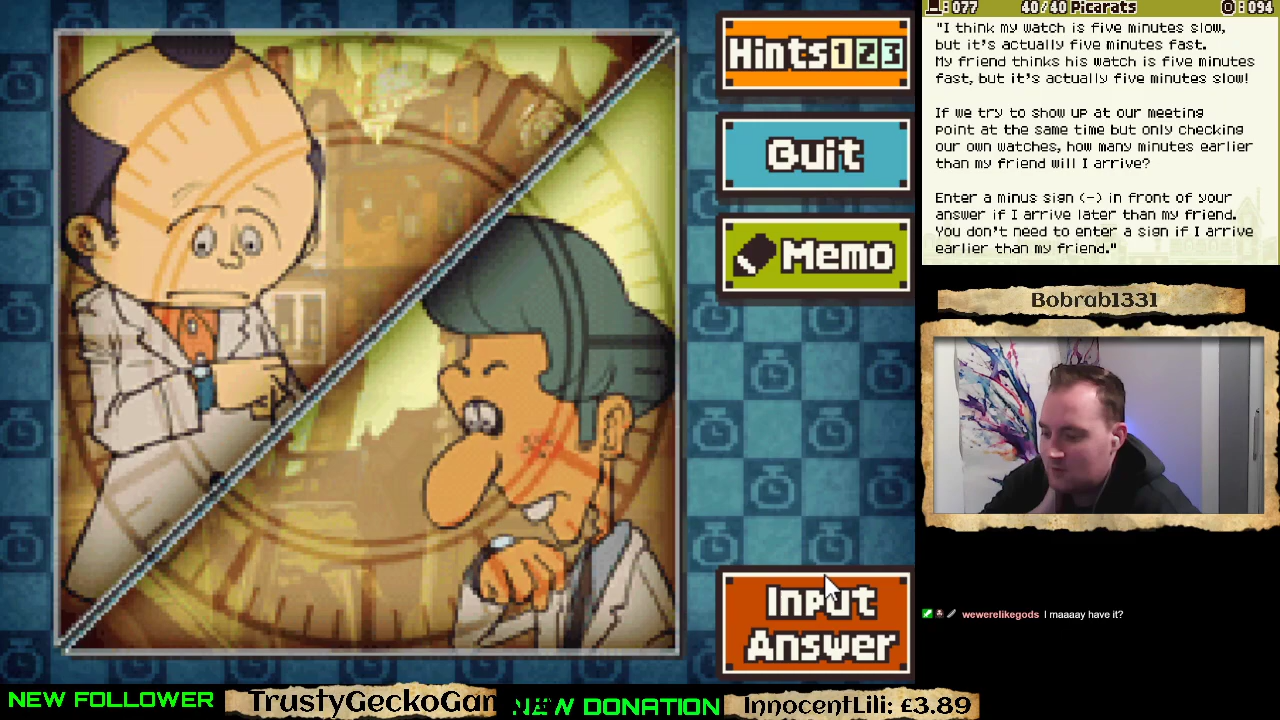 Hints 1 2 3
Quit
Memo
Input
Answer
:077 40/40 Picarats :094
"I think my watch is five minutes slow,
but it's actually five minutes fast.
My friend thinks his watch is five minutes
fast, but it's actually five minutes slow!
If we try to show up at our meeting
point at the same time but only checking
our own watches, how many minutes earlier
than my friend will I arrive?
Enter a minus sign (-) in front of your
answer if I arrive later than my friend.
You don't need to enter a sign if I arrive
earlier than my friend."
Bobrab1331
wewerelikegods I maaaay have it?
NEW FOLLOWER TrustyGeckoGar NEW DONATION InnocentLili: £3.89